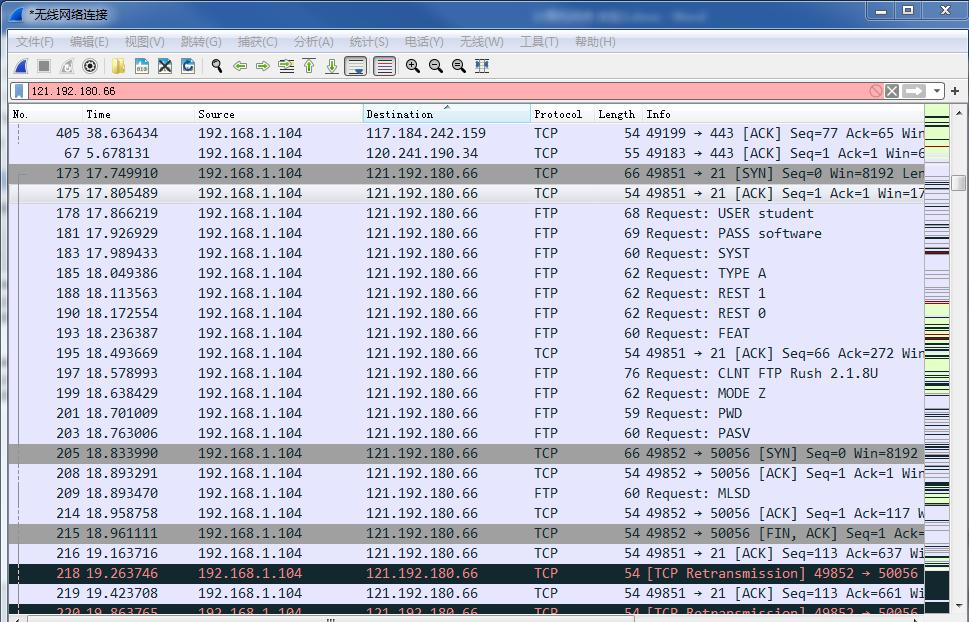 *无线网络连接
文件(F) 编辑(E) 视图(V) 跳转(G) 捕获(C) 分析(A) 统计(S) 电话(Y) 无线(W) 工具(T) 帮助(H)
121.192.180.66
No. Time Source Destination Protocol Length Info
405 38.636434 192.168.1.104 117.184.242.159 TCP 54 49199 → 443 [ACK] Seq=77 Ack=65 Win
67 5.678131 192.168.1.104 120.241.190.34 TCP 55 49183 → 443 [ACK] Seq=1 Ack=1 Win=6
173 17.749910 192.168.1.104 121.192.180.66 TCP 66 49851 → 21 [SYN] Seq=0 Win=8192 Len
175 17.805489 192.168.1.104 121.192.180.66 TCP 54 49851 → 21 [ACK] Seq=1 Ack=1 Win=17
178 17.866219 192.168.1.104 121.192.180.66 FTP 68 Request: USER student
181 17.926929 192.168.1.104 121.192.180.66 FTP 69 Request: PASS software
183 17.989433 192.168.1.104 121.192.180.66 FTP 60 Request: SYST
185 18.049386 192.168.1.104 121.192.180.66 FTP 62 Request: TYPE A
188 18.113563 192.168.1.104 121.192.180.66 FTP 62 Request: REST 1
190 18.172554 192.168.1.104 121.192.180.66 FTP 62 Request: REST 0
193 18.236387 192.168.1.104 121.192.180.66 FTP 60 Request: FEAT
195 18.493669 192.168.1.104 121.192.180.66 TCP 54 49851 → 21 [ACK] Seq=66 Ack=272 Win
197 18.578993 192.168.1.104 121.192.180.66 FTP 76 Request: CLNT FTP Rush 2.1.8U
199 18.638429 192.168.1.104 121.192.180.66 FTP 62 Request: MODE Z
201 18.701009 192.168.1.104 121.192.180.66 FTP 59 Request: PWD
203 18.763006 192.168.1.104 121.192.180.66 FTP 60 Request: PASV
205 18.833990 192.168.1.104 121.192.180.66 TCP 66 49852 → 50056 [SYN] Seq=0 Win=8192
208 18.893291 192.168.1.104 121.192.180.66 TCP 54 49852 → 50056 [ACK] Seq=1 Ack=1 Win
209 18.893470 192.168.1.104 121.192.180.66 FTP 60 Request: MLSD
214 18.958758 192.168.1.104 121.192.180.66 TCP 54 49852 → 50056 [ACK] Seq=1 Ack=117 W
215 18.961111 192.168.1.104 121.192.180.66 TCP 54 49852 → 50056 [FIN, ACK] Seq=1 Ack=
216 19.163716 192.168.1.104 121.192.180.66 TCP 54 49851 → 21 [ACK] Seq=113 Ack=637 Wi
218 19.263746 192.168.1.104 121.192.180.66 TCP 54 [TCP Retransmission] 49852 → 50056
219 19.423708 192.168.1.104 121.192.180.66 TCP 54 49851 → 21 [ACK] Seq=113 Ack=661 Wi
220 19.863765 192.168.1.104 121.192.180.66 TCP 54 [TCP Retransmission] 49852 → 50056